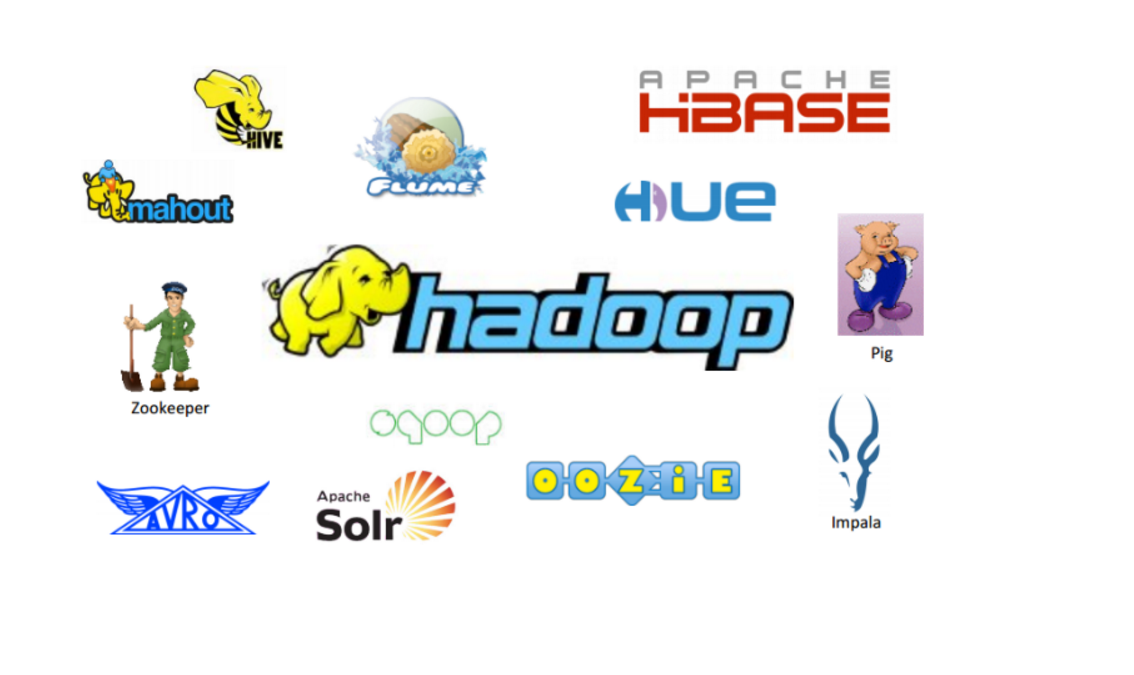 HIVE
FLUME
APACHE
HBASE
mahout
HUE
hadoop
Pig
Zookeeper
sqoop
AVRO
Apache
Solr
OOZiE
Impala